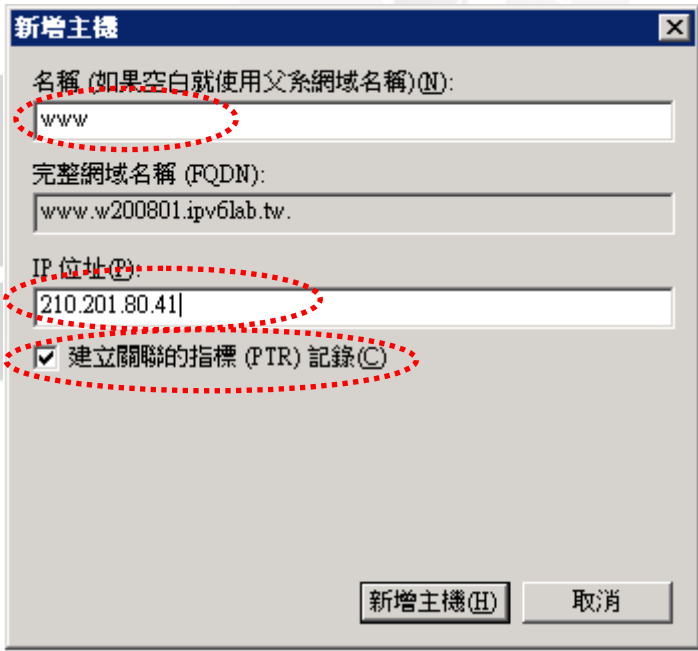 新增主機
名稱 (如果空白就使用父系網域名稱)(N):
www
完整網域名稱 (FQDN):
www.w200801.ipv6lab.tw.
IP 位址(P):
210.201.80.41
建立關聯的指標 (PTR) 記錄(C)
新增主機(H) 取消